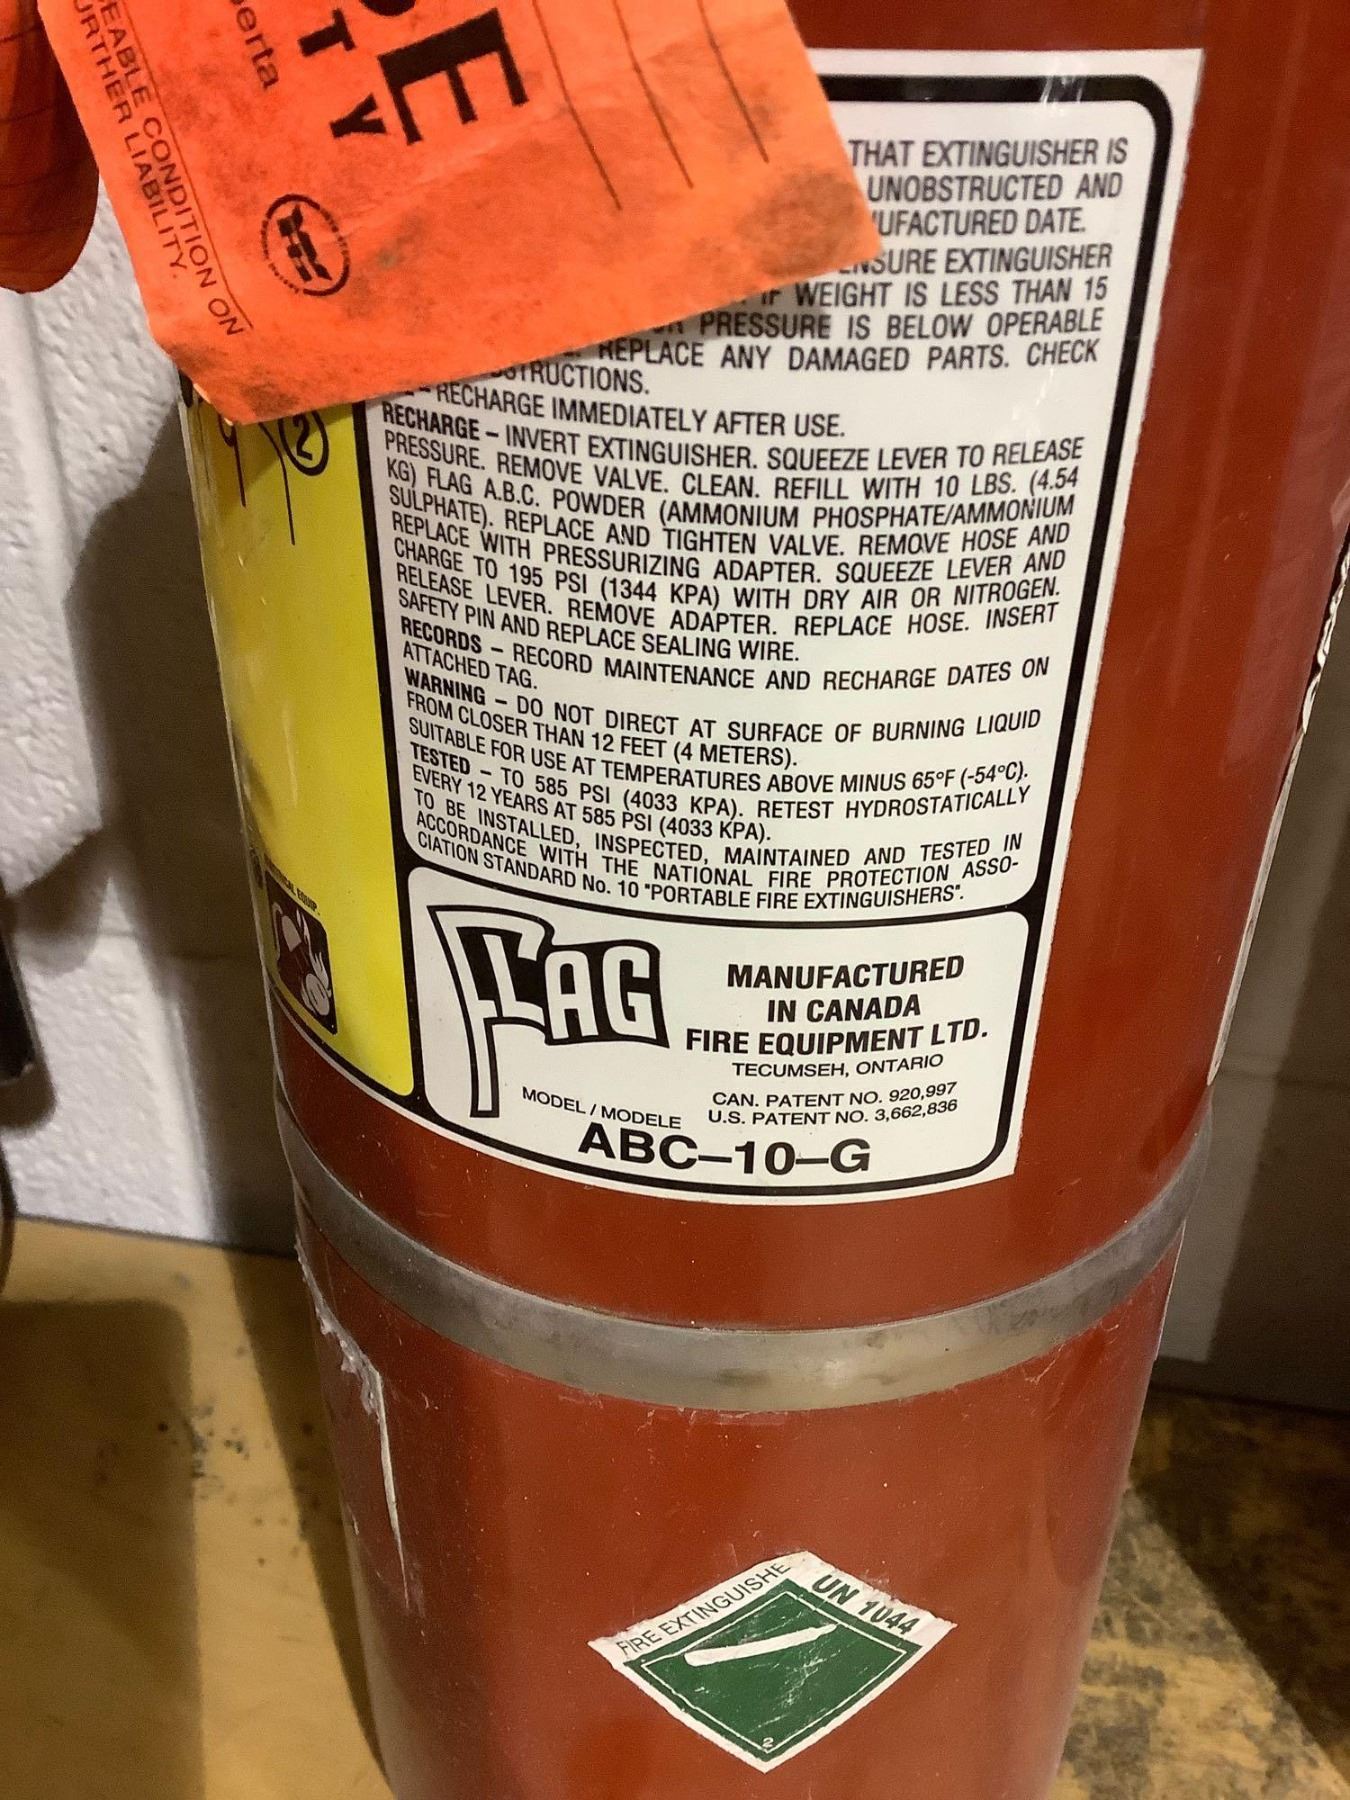 E
TY
berta
EABLE CONDITION ON
URTHER LIABILITY.
THAT EXTINGUISHER IS
UNOBSTRUCTED AND
UFACTURED DATE.
ENSURE EXTINGUISHER
IF WEIGHT IS LESS THAN 15
OR PRESSURE IS BELOW OPERABLE
REPLACE ANY DAMAGED PARTS. CHECK
STRUCTIONS.
RECHARGE IMMEDIATELY AFTER USE.
RECHARGE – INVERT EXTINGUISHER. SQUEEZE LEVER TO RELEASE
PRESSURE. REMOVE VALVE. CLEAN. REFILL WITH 10 LBS. (4.54
KG) FLAG A.B.C. POWDER (AMMONIUM PHOSPHATE/AMMONIUM
SULPHATE). REPLACE AND TIGHTEN VALVE. REMOVE HOSE AND
REPLACE WITH PRESSURIZING ADAPTER. SQUEEZE LEVER AND
CHARGE TO 195 PSI (1344 KPA) WITH DRY AIR OR NITROGEN.
RELEASE LEVER. REMOVE ADAPTER. REPLACE HOSE. INSERT
SAFETY PIN AND REPLACE SEALING WIRE.
RECORDS – RECORD MAINTENANCE AND RECHARGE DATES ON
ATTACHED TAG.
WARNING – DO NOT DIRECT AT SURFACE OF BURNING LIQUID
FROM CLOSER THAN 12 FEET (4 METERS).
SUITABLE FOR USE AT TEMPERATURES ABOVE MINUS 65°F (-54°C).
TESTED – TO 585 PSI (4033 KPA). RETEST HYDROSTATICALLY
EVERY 12 YEARS AT 585 PSI (4033 KPA).
TO BE INSTALLED, INSPECTED, MAINTAINED AND TESTED IN
ACCORDANCE WITH THE NATIONAL FIRE PROTECTION ASSO-
CIATION STANDARD No. 10 "PORTABLE FIRE EXTINGUISHERS".
2
EQUIP.
FLAG
MANUFACTURED
IN CANADA
FIRE EQUIPMENT LTD.
TECUMSEH, ONTARIO
CAN. PATENT NO. 920,997
U.S. PATENT NO. 3,662,836
MODEL / MODELE
ABC–10–G
FIRE EXTINGUISHE
UN 1044
2